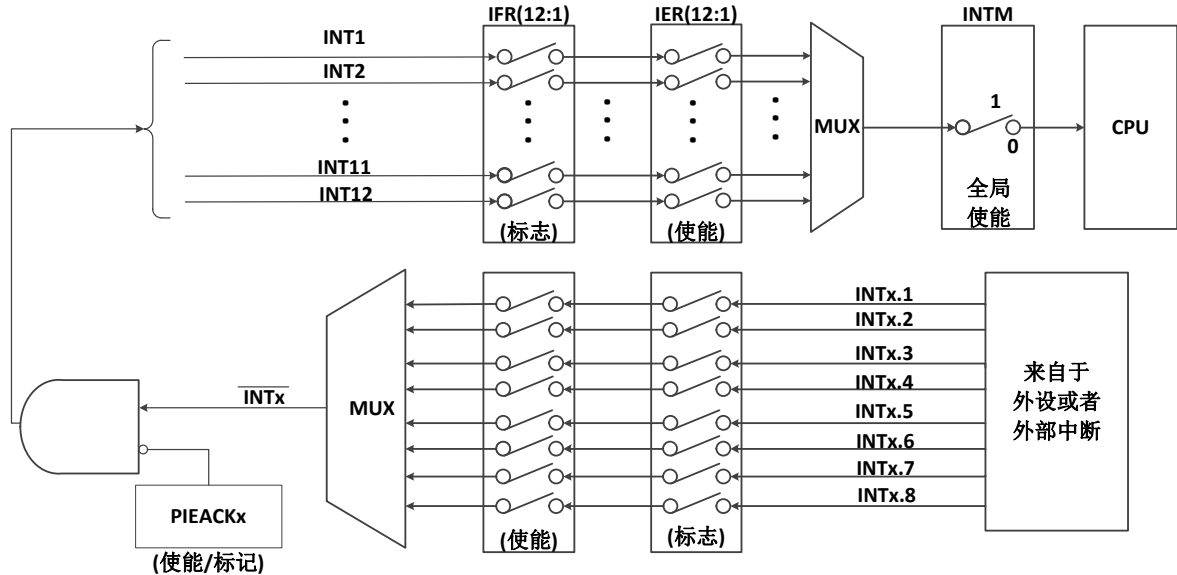 IFR(12:1)
IER(12:1)
INTM
INT1
INT2
INT11
INT12
MUX
1
0
CPU
全局
使能
(标志)
(使能)
INTx.1
INTx.2
INTx.3
INTx.4
INTx.5
INTx.6
INTx.7
INTx.8
来自于
外设或者
外部中断
INTx
MUX
PIEACKx
(使能/标记)
(使能)
(标志)